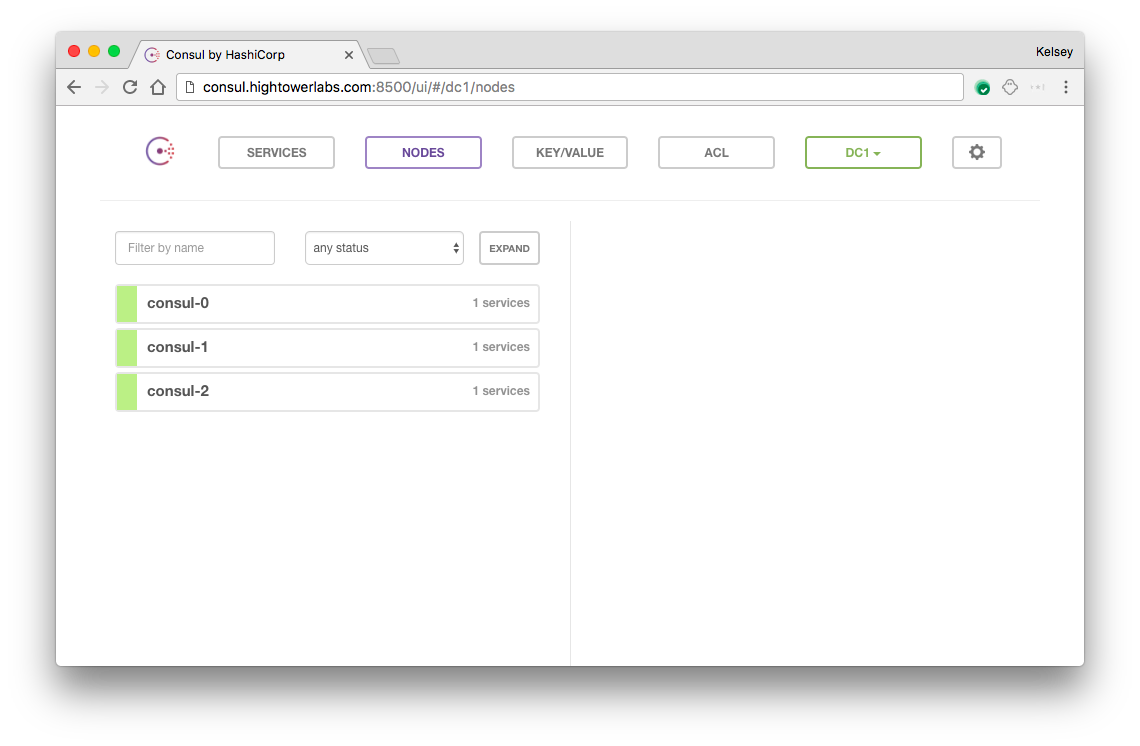 Consul by HashiCorp
Kelsey
consul.hightowerlabs.com:8500/ui/#/dc1/nodes
SERVICES NODES KEY/VALUE ACL DC1
Filter by name any status EXPAND
consul-0 1 services
consul-1 1 services
consul-2 1 services